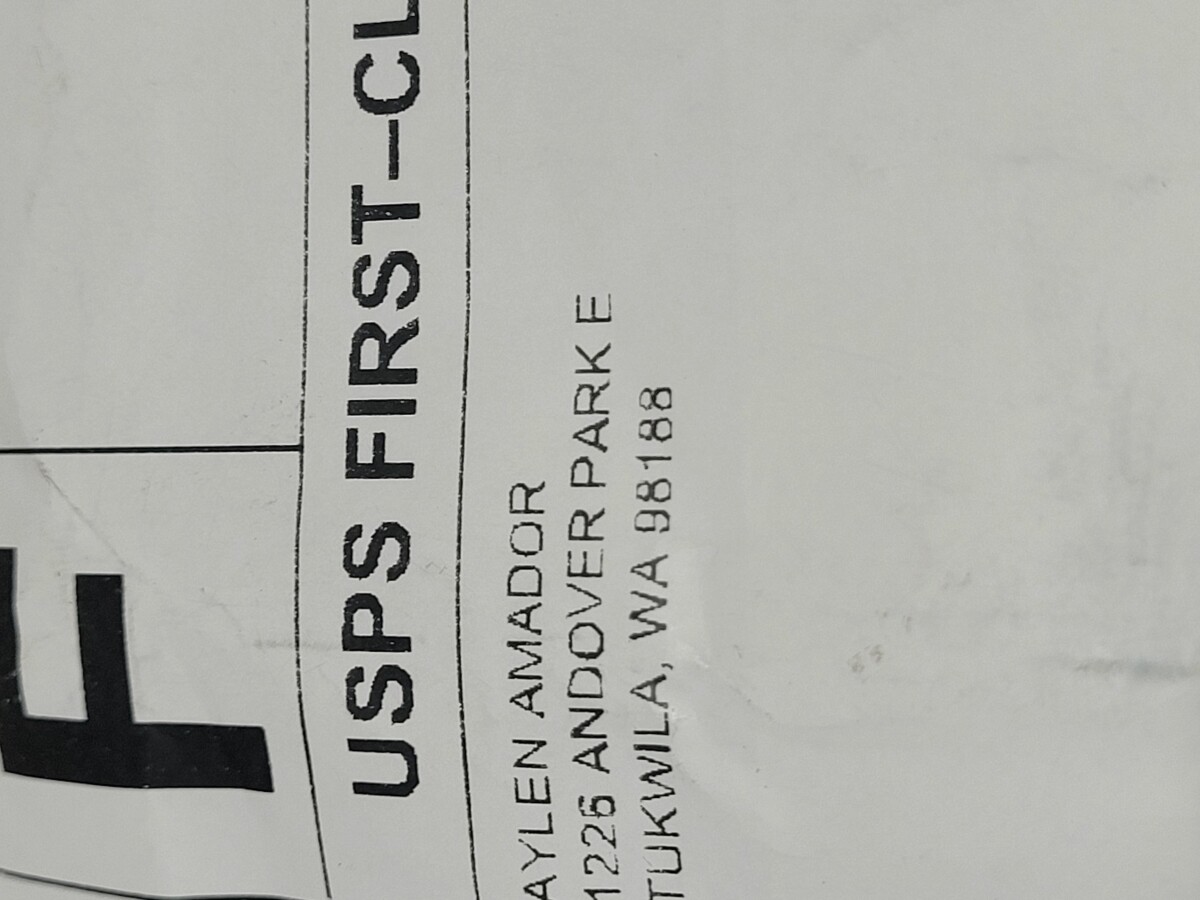 F
USPS FIRST-CL
AYLEN AMADOR
1226 ANDOVER PARK E
TUKWILA, WA 98188